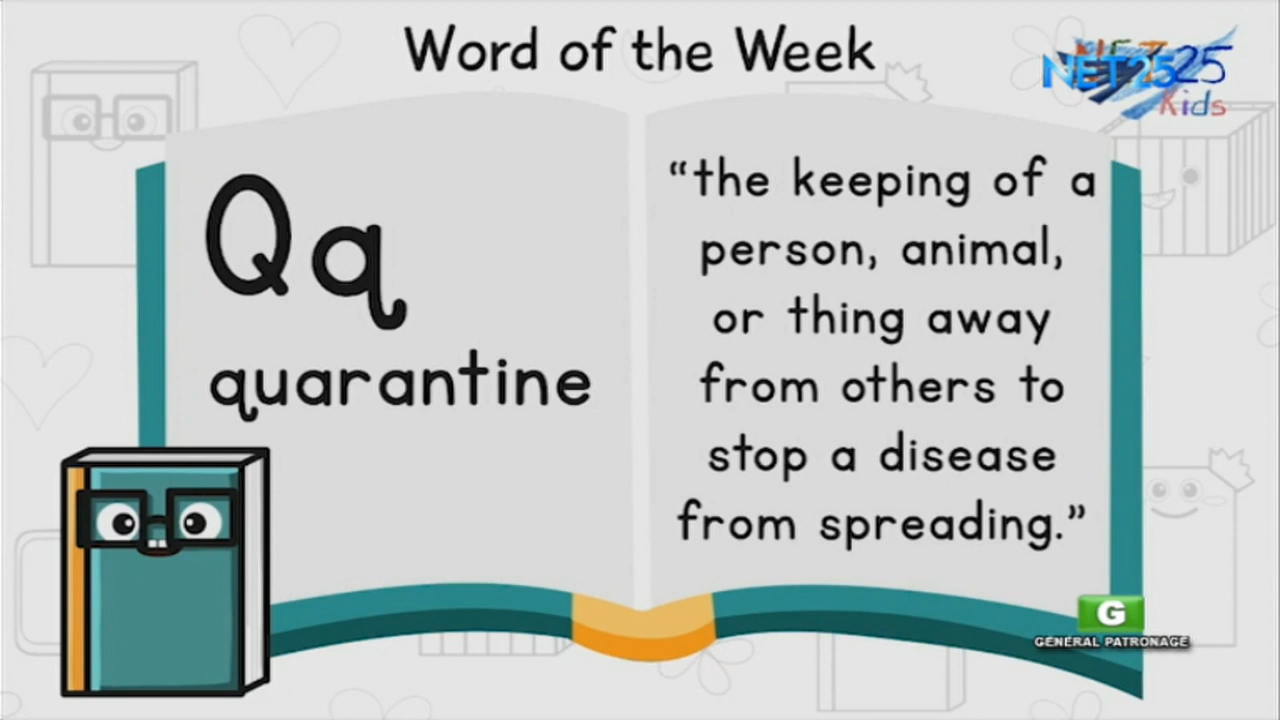 Word of the Week
NET25
NET25
Kids
Qq
quarantine
“the keeping of a
person, animal,
or thing away
from others to
stop a disease
from spreading.”
G
GENERAL PATRONAGE